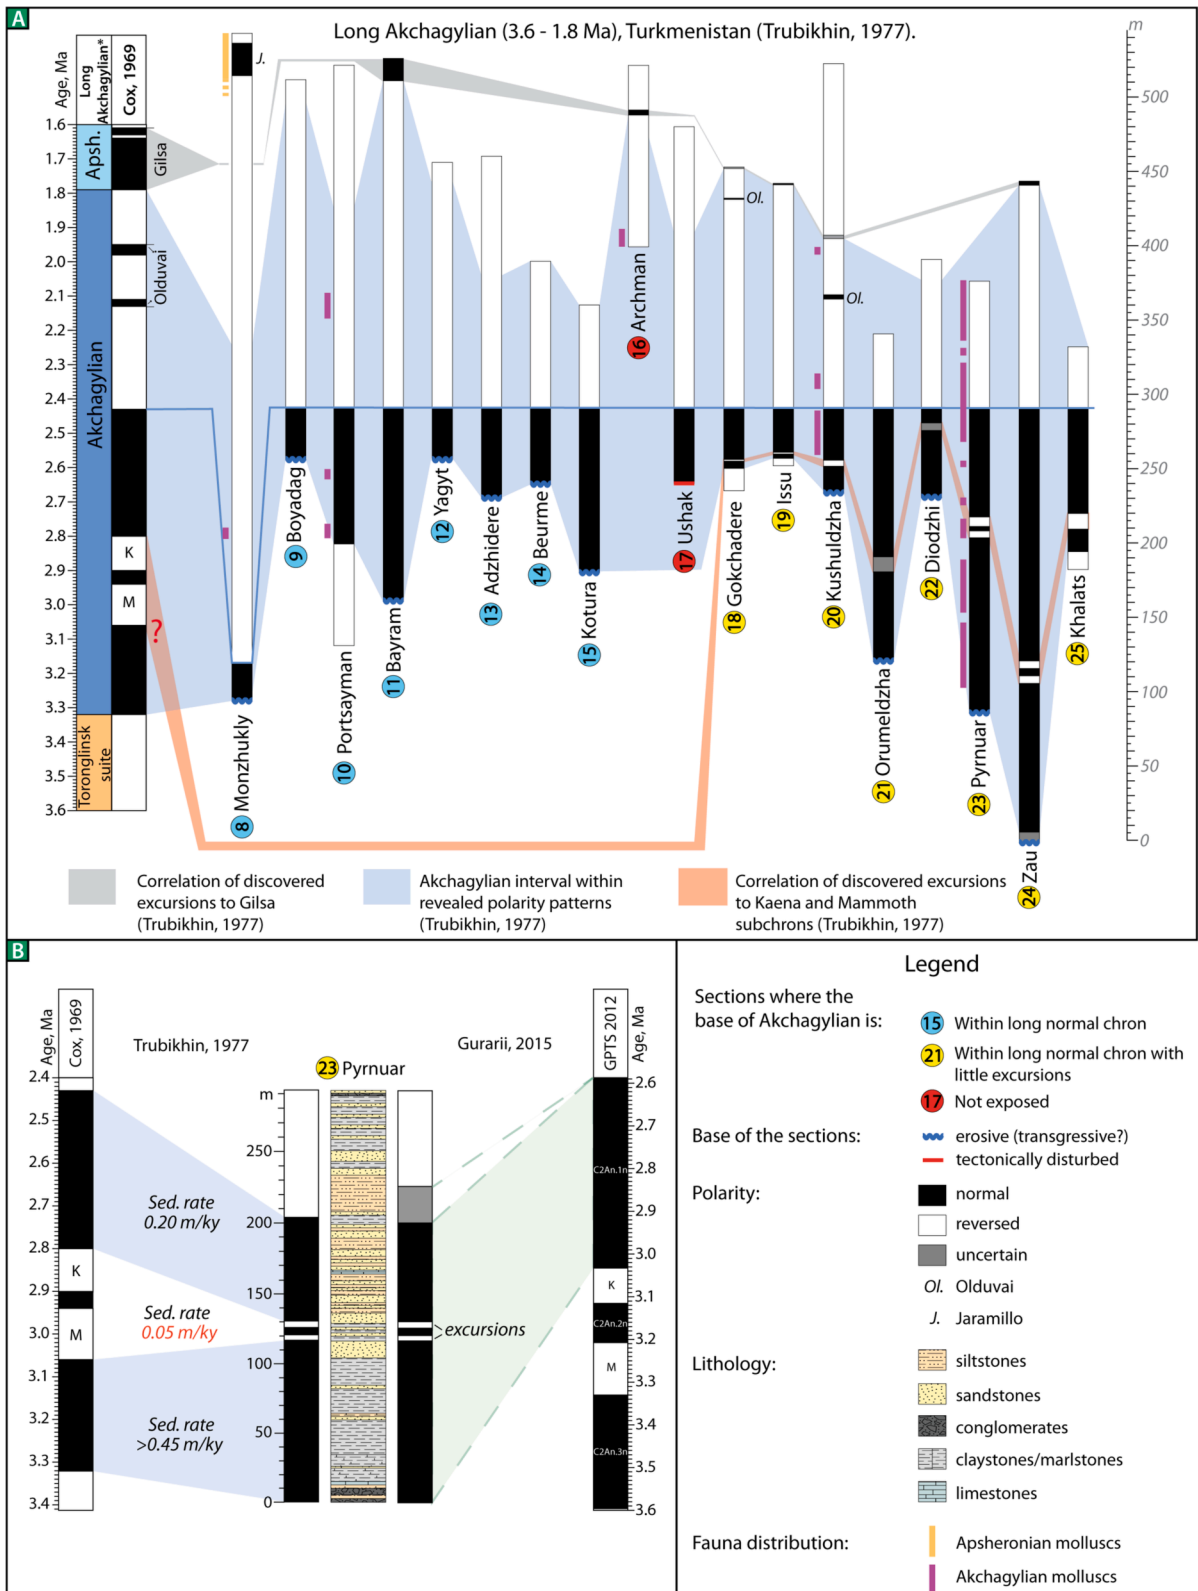 A
Long Akchagylian (3.6 - 1.8 Ma), Turkmenistan (Trubikhin, 1977).
m
Age, Ma
Long
Akchagylian*
Cox, 1969
1.6
1.7
1.8
1.9
2.0
2.1
2.2
2.3
2.4
2.5
2.6
2.7
2.8
2.9
3.0
3.1
3.2
3.3
3.4
3.5
3.6
Apsh.
Akchagylian
Toronglinsk
suite
Gilsa
Olduvai
K
M
?
J.
Ol.
Ol.
8 Monzhukly
9 Boyadag
10 Portsayman
11 Bayram
12 Yagyt
13 Adzhidere
14 Beurme
15 Kotura
16 Archman
17 Ushak
18 Gokchadere
19 Issu
20 Kushuldzha
21 Orumeldzha
22 Diodzhi
23 Pyrnuar
24 Zau
25 Khalats
500
450
400
350
300
250
200
150
100
50
0
Correlation of discovered
excursions to Gilsa
(Trubikhin, 1977)
Akchagylian interval within
revealed polarity patterns
(Trubikhin, 1977)
Correlation of discovered excursions
to Kaena and Mammoth
subchrons (Trubikhin, 1977)
B
Age, Ma
Cox, 1969
Trubikhin, 1977
23 Pyrnuar
Gurarii, 2015
GPTS 2012
Age, Ma
2.4
2.5
2.6
2.7
2.8
2.9
3.0
3.1
3.2
3.3
3.4
K
M
Sed. rate
0.20 m/ky
Sed. rate
0.05 m/ky
Sed. rate
>0.45 m/ky
m
250
200
150
100
50
0
excursions
C2An.1n
K
C2An.2n
M
C2An.3n
2.6
2.7
2.8
2.9
3.0
3.1
3.2
3.3
3.4
3.5
3.6
Legend
Sections where the
base of Akchagylian is:
15 Within long normal chron
21 Within long normal chron with
little excursions
17 Not exposed
Base of the sections:
erosive (transgressive?)
tectonically disturbed
Polarity:
normal
reversed
uncertain
Ol. Olduvai
J. Jaramillo
Lithology:
siltstones
sandstones
conglomerates
claystones/marlstones
limestones
Fauna distribution:
Apsheronian molluscs
Akchagylian molluscs